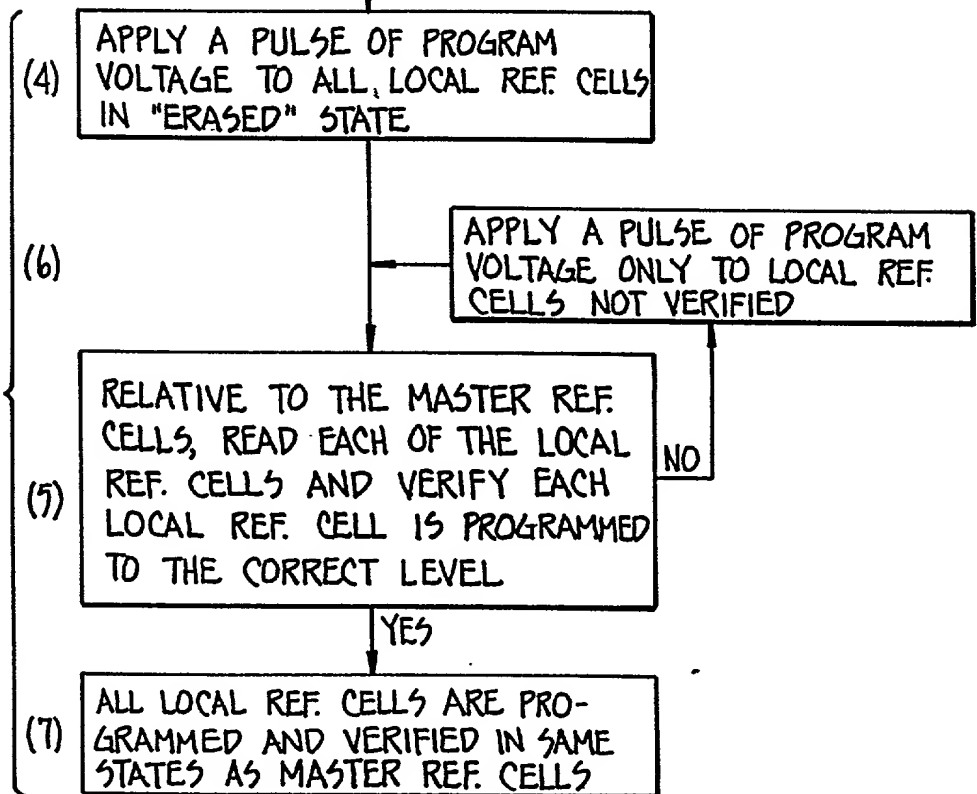 (4)
APPLY A PULSE OF PROGRAM
VOLTAGE TO ALL, LOCAL REF. CELLS
IN "ERASED" STATE
(6)
APPLY A PULSE OF PROGRAM
VOLTAGE ONLY TO LOCAL REF.
CELLS NOT VERIFIED
(5)
RELATIVE TO THE MASTER REF.
CELLS, READ EACH OF THE LOCAL
REF. CELLS AND VERIFY EACH
LOCAL REF. CELL IS PROGRAMMED
TO THE CORRECT LEVEL
NO
YES
(7)
ALL LOCAL REF. CELLS ARE PRO-
GRAMMED AND VERIFIED IN SAME
STATES AS MASTER REF. CELLS